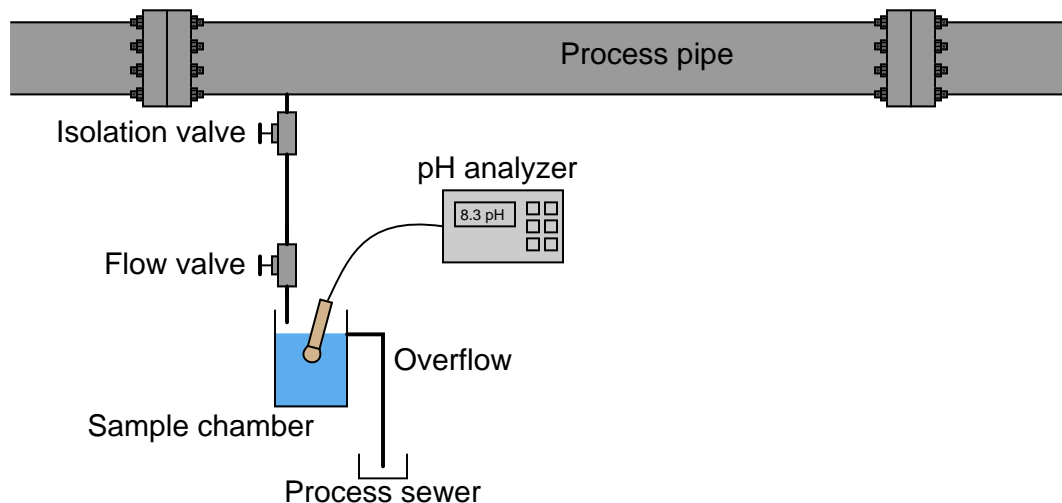 Process pipe
Isolation valve
pH analyzer
8.3 pH
Flow valve
Overflow
Sample chamber
Process sewer